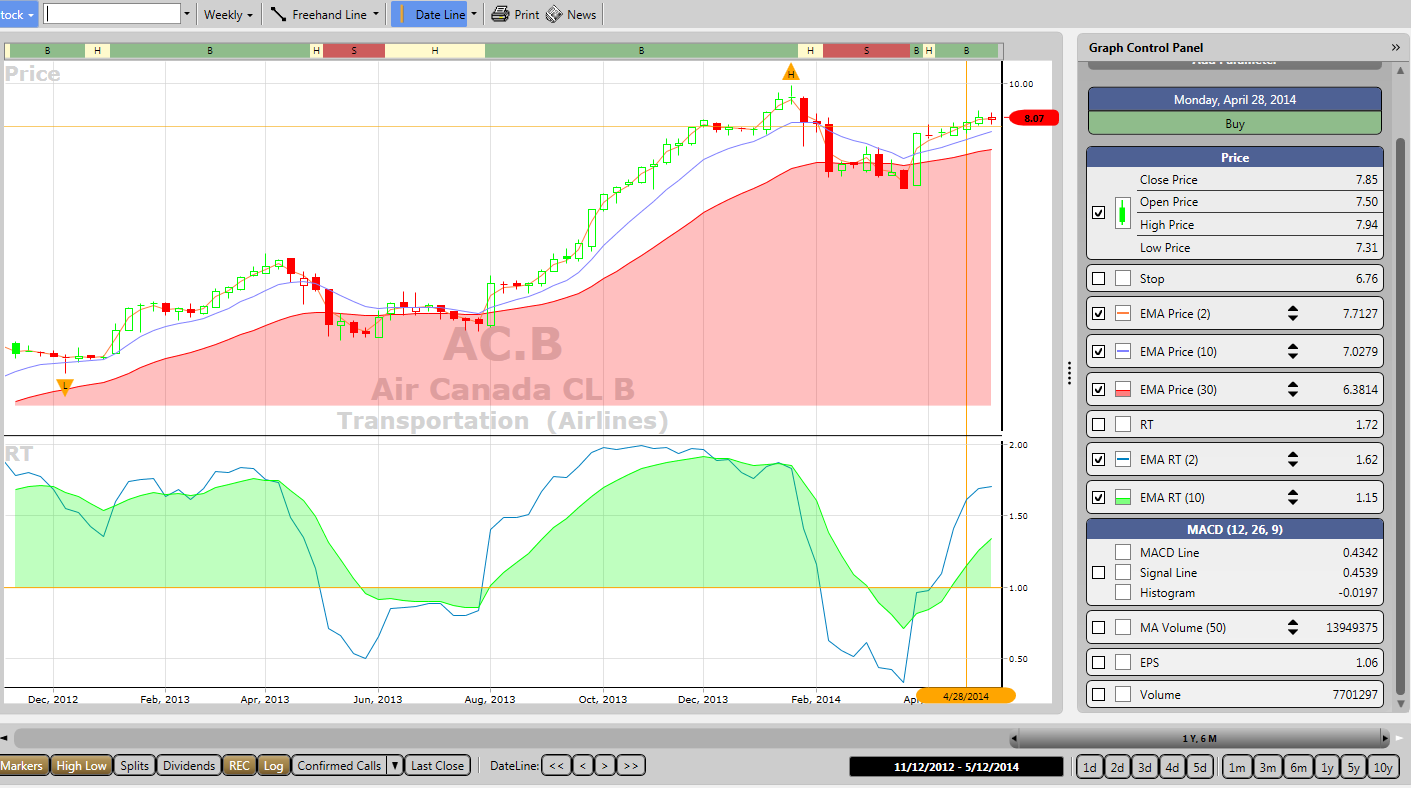 tock
Weekly
Freehand Line
Date Line
Print
News
B H B H S H B H S B H B
Graph Control Panel
Add Parameter
Price
H
10.00
8.07
L
AC.B
Air Canada CL B
Transportation (Airlines)
RT
2.00
1.50
1.00
0.50
Dec, 2012 Feb, 2013 Apr, 2013 Jun, 2013 Aug, 2013 Oct, 2013 Dec, 2013 Feb, 2014 Ap 4/28/2014
Monday, April 28, 2014
Buy
Price
Close Price 7.85
Open Price 7.50
High Price 7.94
Low Price 7.31
Stop 6.76
EMA Price (2) 7.7127
EMA Price (10) 7.0279
EMA Price (30) 6.3814
RT 1.72
EMA RT (2) 1.62
EMA RT (10) 1.15
MACD (12, 26, 9)
MACD Line 0.4342
Signal Line 0.4539
Histogram -0.0197
MA Volume (50) 13949375
EPS 1.06
Volume 7701297
1 Y, 6 M
Markers High Low Splits Dividends REC Log Confirmed Calls Last Close DateLine: << < > >> 11/12/2012 - 5/12/2014 1d 2d 3d 4d 5d 1m 3m 6m 1y 5y 10y